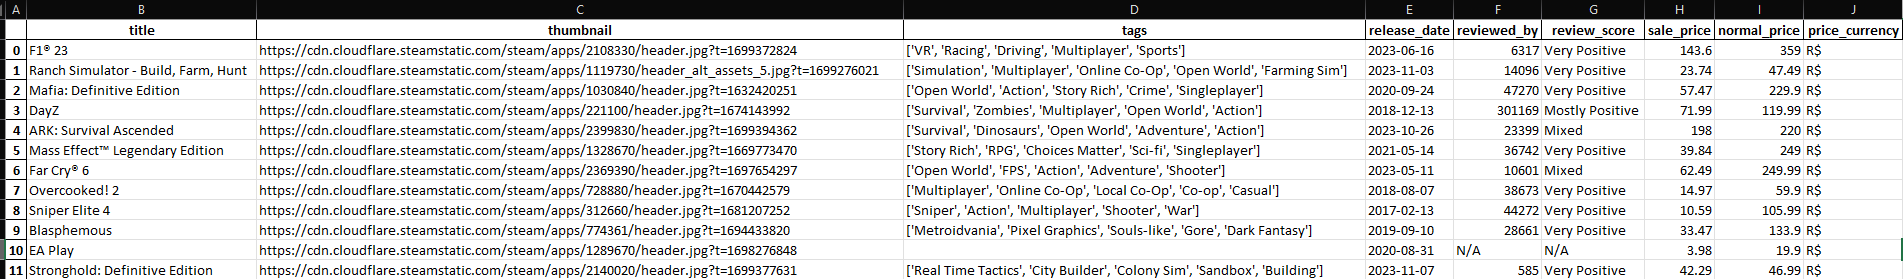 A B C D E F G H I J
title thumbnail tags release_date reviewed_by review_score sale_price normal_price price_currency
0 F1® 23 https://cdn.cloudflare.steamstatic.com/steam/apps/2108330/header.jpg?t=1699372824 ['VR', 'Racing', 'Driving', 'Multiplayer', 'Sports'] 2023-06-16 6317 Very Positive 143.6 359 R$
1 Ranch Simulator - Build, Farm, Hunt https://cdn.cloudflare.steamstatic.com/steam/apps/1119730/header_alt_assets_5.jpg?t=1699276021 ['Simulation', 'Multiplayer', 'Online Co-Op', 'Open World', 'Farming Sim'] 2023-11-03 14096 Very Positive 23.74 47.49 R$
2 Mafia: Definitive Edition https://cdn.cloudflare.steamstatic.com/steam/apps/1030840/header.jpg?t=1632420251 ['Open World', 'Action', 'Story Rich', 'Crime', 'Singleplayer'] 2020-09-24 47270 Very Positive 57.47 229.9 R$
3 DayZ https://cdn.cloudflare.steamstatic.com/steam/apps/221100/header.jpg?t=1674143992 ['Survival', 'Zombies', 'Multiplayer', 'Open World', 'Action'] 2018-12-13 301169 Mostly Positive 71.99 119.99 R$
4 ARK: Survival Ascended https://cdn.cloudflare.steamstatic.com/steam/apps/2399830/header.jpg?t=1699394362 ['Survival', 'Dinosaurs', 'Open World', 'Adventure', 'Action'] 2023-10-26 23399 Mixed 198 220 R$
5 Mass Effect™ Legendary Edition https://cdn.cloudflare.steamstatic.com/steam/apps/1328670/header.jpg?t=1669773470 ['Story Rich', 'RPG', 'Choices Matter', 'Sci-fi', 'Singleplayer'] 2021-05-14 36742 Very Positive 39.84 249 R$
6 Far Cry® 6 https://cdn.cloudflare.steamstatic.com/steam/apps/2369390/header.jpg?t=1697654297 ['Open World', 'FPS', 'Action', 'Adventure', 'Shooter'] 2023-05-11 10601 Mixed 62.49 249.99 R$
7 Overcooked! 2 https://cdn.cloudflare.steamstatic.com/steam/apps/728880/header.jpg?t=1670442579 ['Multiplayer', 'Online Co-Op', 'Local Co-Op', 'Co-op', 'Casual'] 2018-08-07 38673 Very Positive 14.97 59.9 R$
8 Sniper Elite 4 https://cdn.cloudflare.steamstatic.com/steam/apps/312660/header.jpg?t=1681207252 ['Sniper', 'Action', 'Multiplayer', 'Shooter', 'War'] 2017-02-13 44272 Very Positive 10.59 105.99 R$
9 Blasphemous https://cdn.cloudflare.steamstatic.com/steam/apps/774361/header.jpg?t=1694433820 ['Metroidvania', 'Pixel Graphics', 'Souls-like', 'Gore', 'Dark Fantasy'] 2019-09-10 28661 Very Positive 33.47 133.9 R$
10 EA Play https://cdn.cloudflare.steamstatic.com/steam/apps/1289670/header.jpg?t=1698276848 2020-08-31 N/A N/A 3.98 19.9 R$
11 Stronghold: Definitive Edition https://cdn.cloudflare.steamstatic.com/steam/apps/2140020/header.jpg?t=1699377631 ['Real Time Tactics', 'City Builder', 'Colony Sim', 'Sandbox', 'Building'] 2023-11-07 585 Very Positive 42.29 46.99 R$